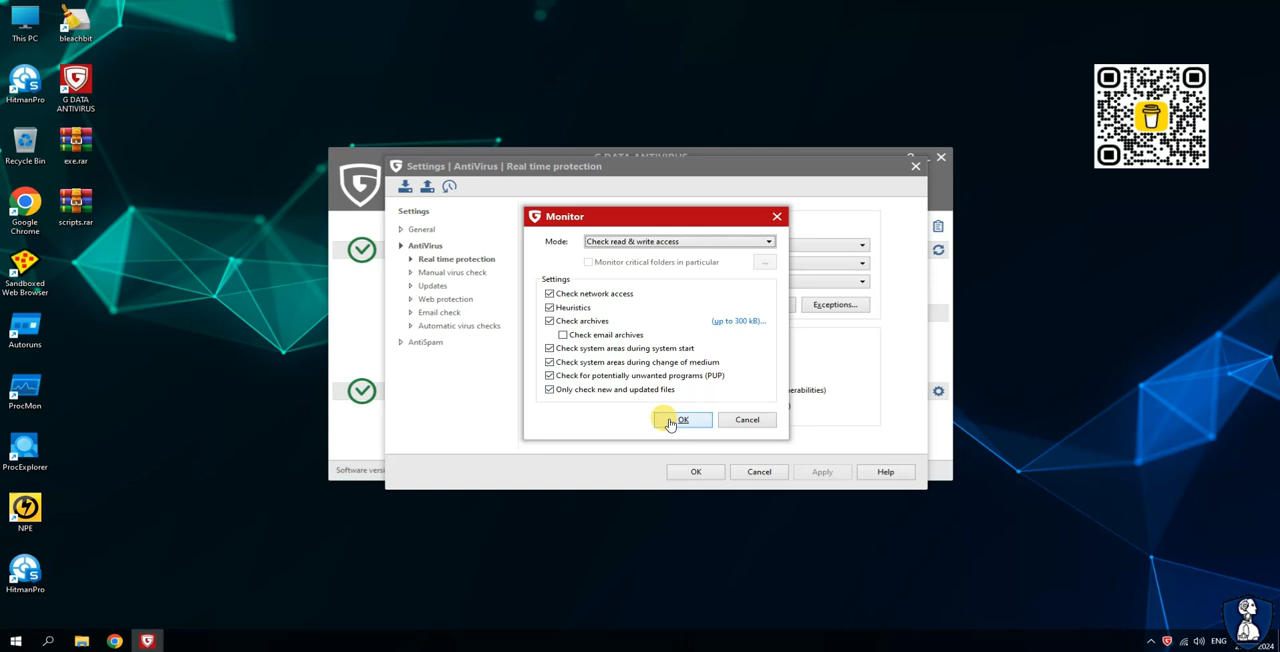 This PC
bleachbit
HitmanPro
G DATA
ANTIVIRUS
Recycle Bin
exe.rar
Google
Chrome
scripts.rar
Sandboxed
Web Browser
Autoruns
ProcMon
ProcExplorer
NPE
HitmanPro
G DATA ANTIVIRUS
Settings | AntiVirus | Real time protection
Settings
General
AntiVirus
Real time protection
Manual virus check
Updates
Web protection
Email check
Automatic virus checks
AntiSpam
Monitor
Mode: Check read & write access
Monitor critical folders in particular ...
Settings
Check network access
Heuristics
Check archives (up to 300 kB)...
Check email archives
Check system areas during system start
Check system areas during change of medium
Check for potentially unwanted programs (PUP)
Only check new and updated files
OK Cancel
Exceptions...
erabilities)
Software versi
OK Cancel Apply Help
ENG
2024